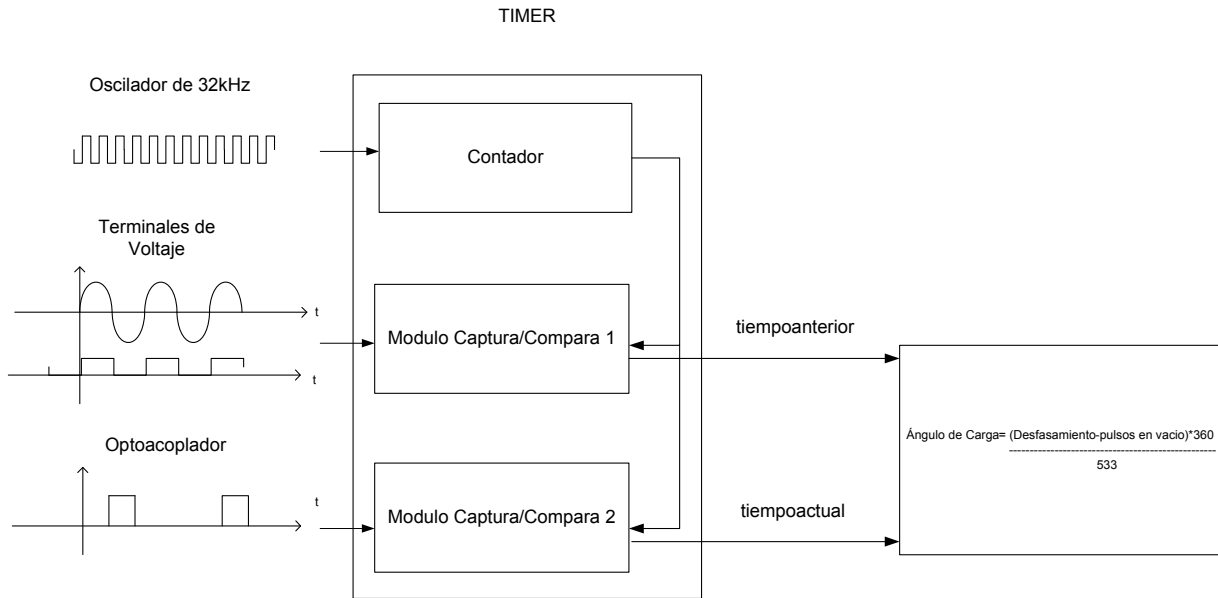 TIMER
Oscilador de 32kHz
Contador
Terminales de
Voltaje
t
Modulo Captura/Compara 1
tiempoanterior
t
Optoacoplador
Ángulo de Carga= (Desfasamiento-pulsos en vacio)*360
------------------------------------------------
533
t
Modulo Captura/Compara 2
tiempoactual